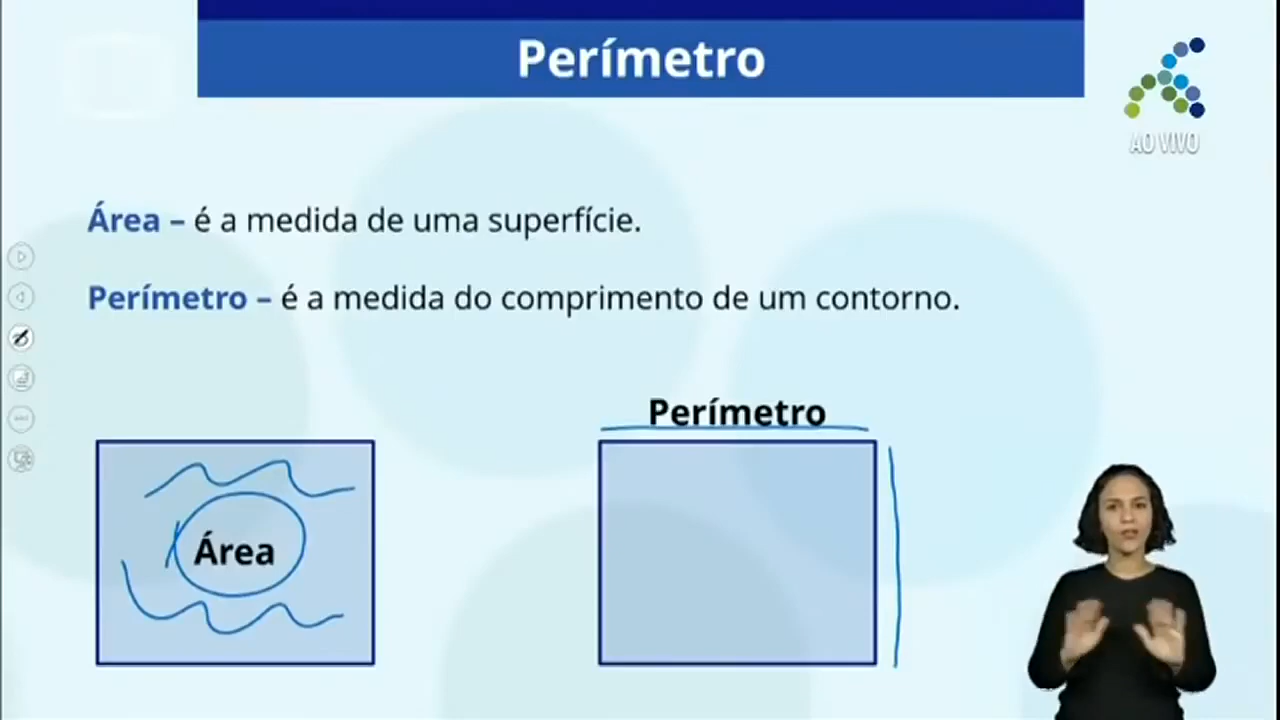 Perímetro
AO VIVO
Área – é a medida de uma superfície.
Perímetro – é a medida do comprimento de um contorno.
Perímetro
Área